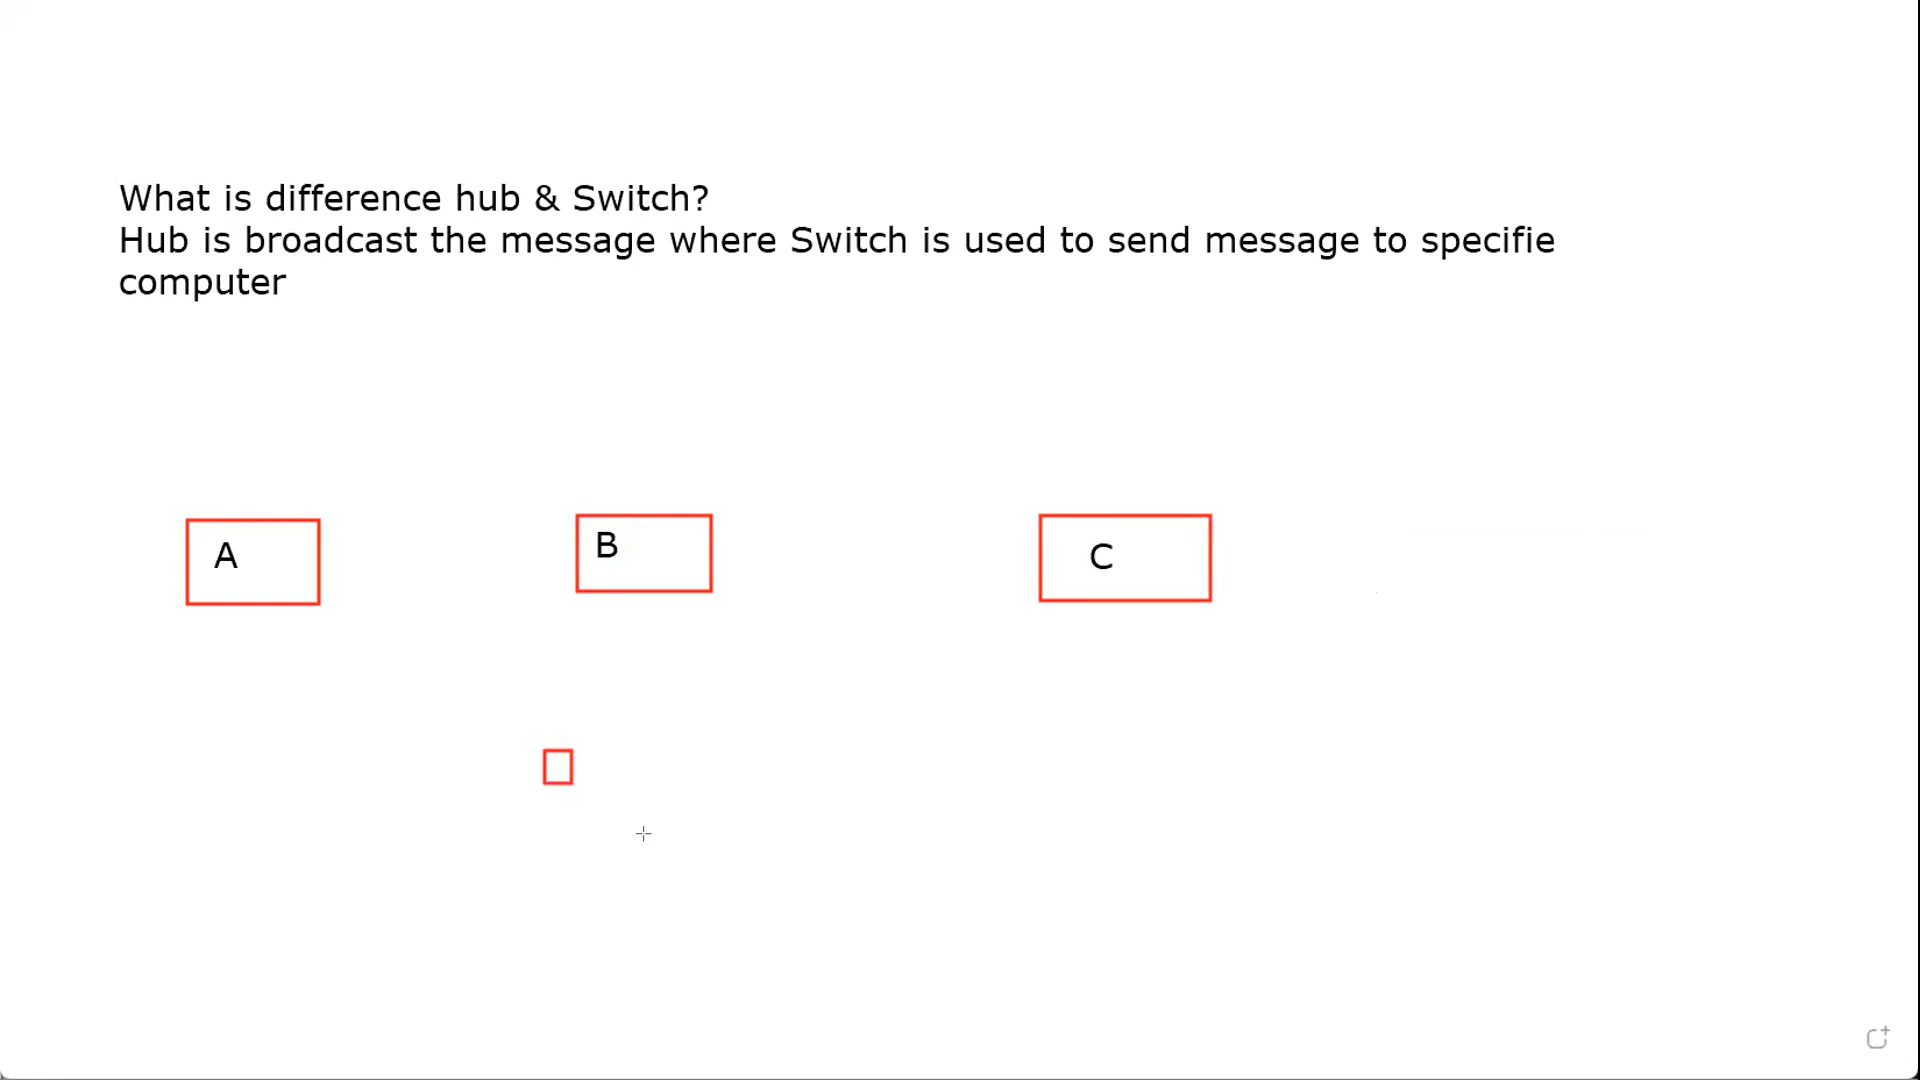 What is difference hub & Switch?
Hub is broadcast the message where Switch is used to send message to specifie
computer
A
B
C